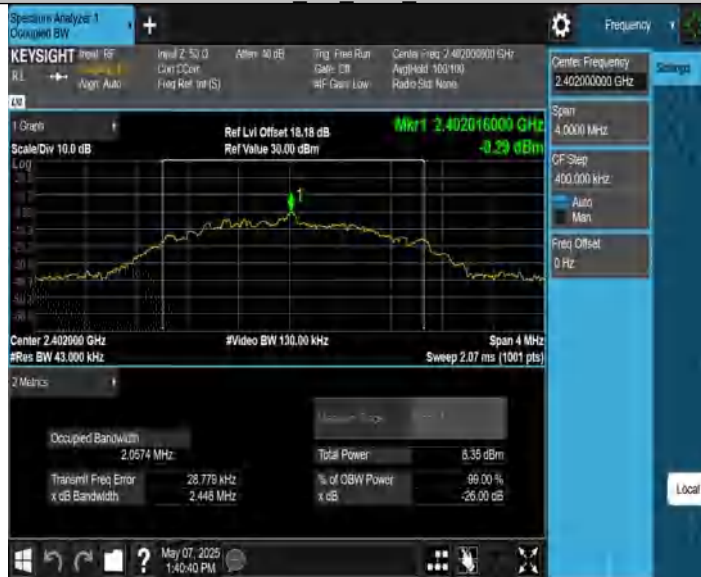 Spectrum Analyzer 1
Occupied BW
Frequency
KEYSIGHT Input: RF
Input Z: 50 Ω
Atten: 40 dB
Trig: Free Run
Center Freq: 2.402000000 GHz
Corr CCorr
Gate: Off
Avg|Hold: 100/100
Align: Auto
Freq Ref: Int (S)
#IF Gain: Low
Radio Std: None
Center Frequency
2.402000000 GHz
Settings
Span
4.0000 MHz
CF Step
400.000 kHz
Auto
Man
Freq Offset
0 Hz
1 Graph
Scale/Div 10.0 dB
Log
Ref Lvl Offset 18.18 dB
Ref Value 30.00 dBm
Mkr1 2.402016000 GHz
-0.29 dBm
1
Center 2.402000 GHz
#Video BW 130.00 kHz
Span 4 MHz
#Res BW 43.000 kHz
Sweep 2.07 ms (1001 pts)
2 Metrics
Occupied Bandwidth
2.0574 MHz
Total Power
8.35 dBm
Transmit Freq Error
28.779 kHz
% of OBW Power
99.00 %
x dB Bandwidth
2.448 MHz
x dB
-26.00 dB
Local
?
May 07, 2025
1:40:40 PM